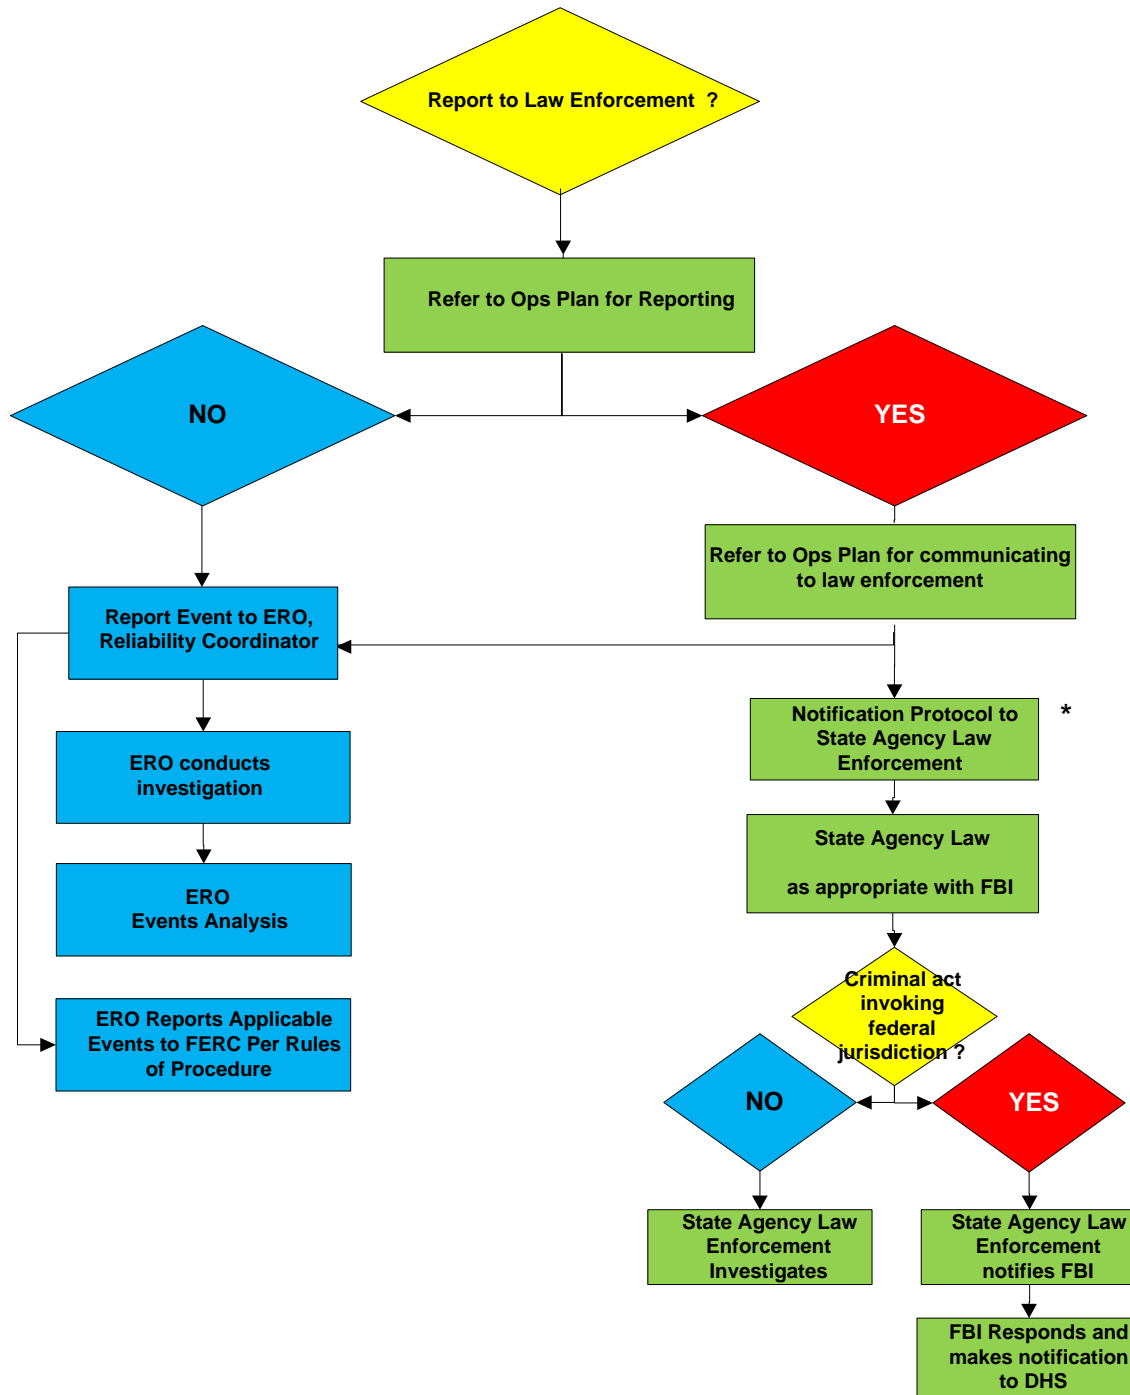 Report to Law Enforcement ?
Refer to Ops Plan for Reporting
NO
YES
Refer to Ops Plan for communicating
to law enforcement
Report Event to ERO,
Reliability Coordinator
Notification Protocol to
State Agency Law
Enforcement
*
ERO conducts
investigation
State Agency Law
as appropriate with FBI
ERO
Events Analysis
Criminal act
invoking
federal
jurisdiction ?
ERO Reports Applicable
Events to FERC Per Rules
of Procedure
NO
YES
State Agency Law
Enforcement
Investigates
State Agency Law
Enforcement
notifies FBI
FBI Responds and
makes notification
to DHS